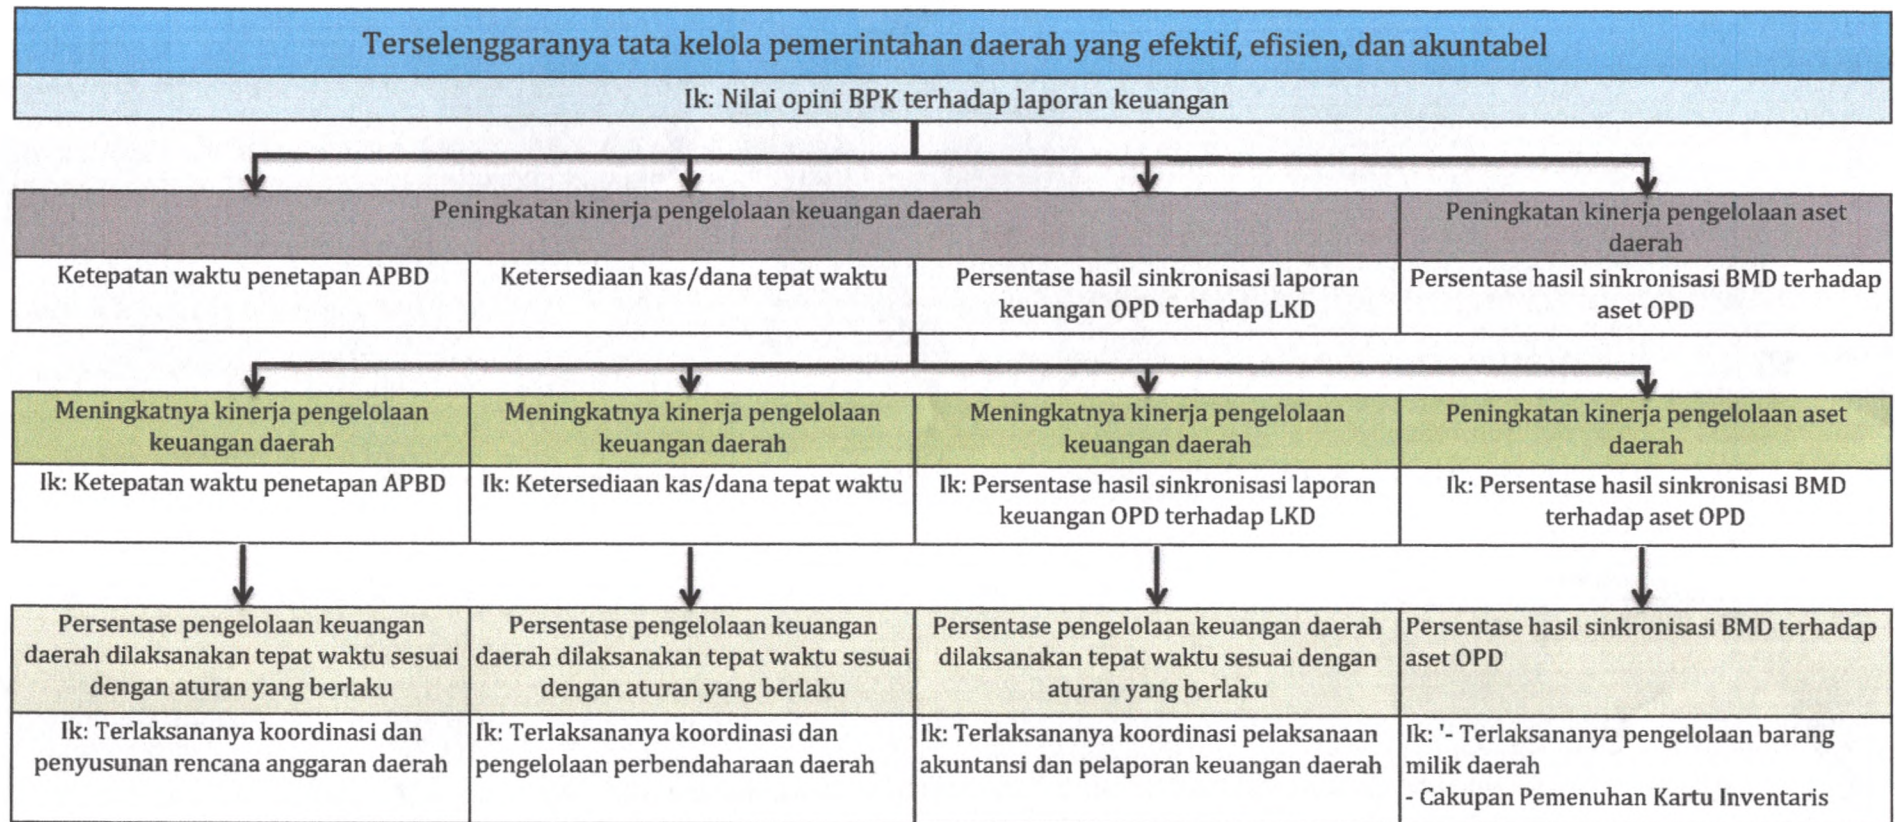 Terselenggaranya tata kelola pemerintahan daerah yang efektif, efisien, dan akuntabel
Ik: Nilai opini BPK terhadap laporan keuangan
Peningkatan kinerja pengelolaan keuangan daerah
Peningkatan kinerja pengelolaan aset
daerah
Ketepatan waktu penetapan APBD
Ketersediaan kas/dana tepat waktu
Persentase hasil sinkronisasi laporan
keuangan OPD terhadap LKD
Persentase hasil sinkronisasi BMD terhadap
aset OPD
Meningkatnya kinerja pengelolaan
keuangan daerah
Meningkatnya kinerja pengelolaan
keuangan daerah
Meningkatnya kinerja pengelolaan
keuangan daerah
Peningkatan kinerja pengelolaan aset
daerah
Ik: Ketepatan waktu penetapan APBD
Ik: Ketersediaan kas/dana tepat waktu
Ik: Persentase hasil sinkronisasi laporan
keuangan OPD terhadap LKD
Ik: Persentase hasil sinkronisasi BMD
terhadap aset OPD
Persentase pengelolaan keuangan
daerah dilaksanakan tepat waktu sesuai
dengan aturan yang berlaku
Persentase pengelolaan keuangan
daerah dilaksanakan tepat waktu sesuai
dengan aturan yang berlaku
Persentase pengelolaan keuangan daerah
dilaksanakan tepat waktu sesuai dengan
aturan yang berlaku
Persentase hasil sinkronisasi BMD terhadap
aset OPD
Ik: Terlaksananya koordinasi dan
penyusunan rencana anggaran daerah
Ik: Terlaksananya koordinasi dan
pengelolaan perbendaharaan daerah
Ik: Terlaksananya koordinasi pelaksanaan
akuntansi dan pelaporan keuangan daerah
Ik: '- Terlaksananya pengelolaan barang
milik daerah
- Cakupan Pemenuhan Kartu Inventaris